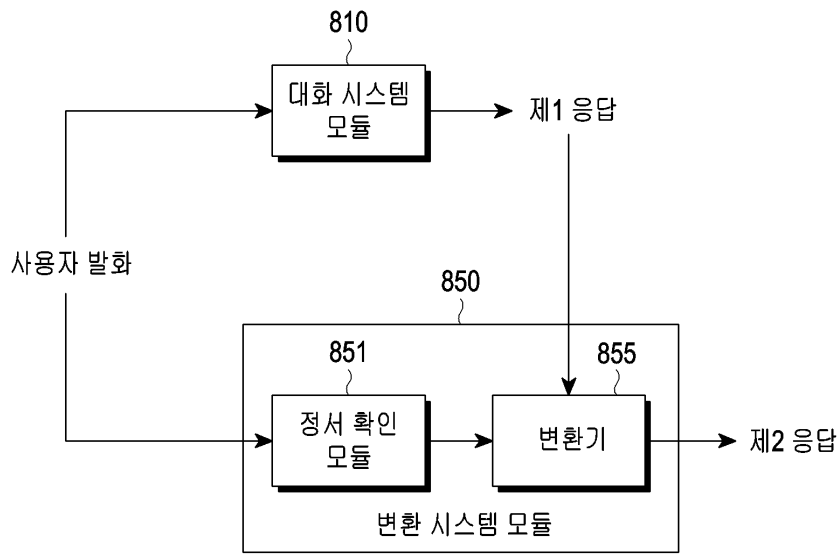 810
대화 시스템
모듈
제1 응답
사용자 발화
850
851
855
정서 확인
모듈
변환기
제2 응답
변환 시스템 모듈